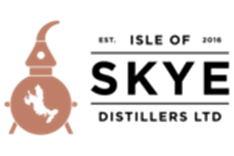 EST. ISLE OF 2016
SKYE
DISTILLERS LTD